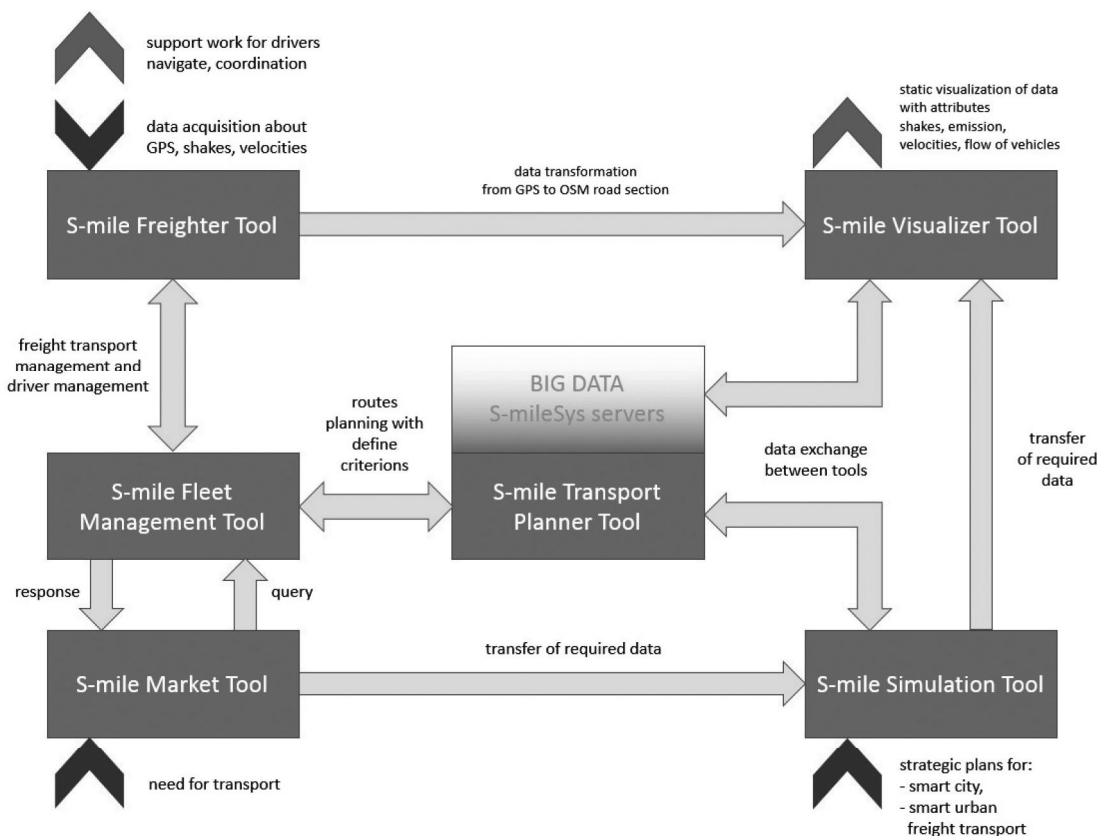 support work for drivers
navigate, coordination
data acquisition about
GPS, shakes, velocities
static visualization of data
with attributes
shakes, emission,
velocities, flow of vehicles
data transformation
from GPS to OSM road section
S-mile Freighter Tool
S-mile Visualizer Tool
freight transport
management and
driver management
BIG DATA
S-mileSys servers
routes
planning with
define
criterions
data exchange
between tools
transfer
of required
data
S-mile Fleet
Management Tool
S-mile Transport
Planner Tool
response
query
transfer of required data
S-mile Market Tool
S-mile Simulation Tool
need for transport
strategic plans for:
- smart city,
- smart urban
freight transport